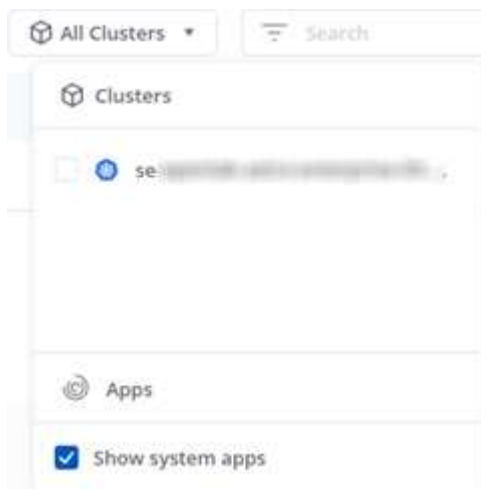 All Clusters
Search
Clusters
se
Apps
Show system apps